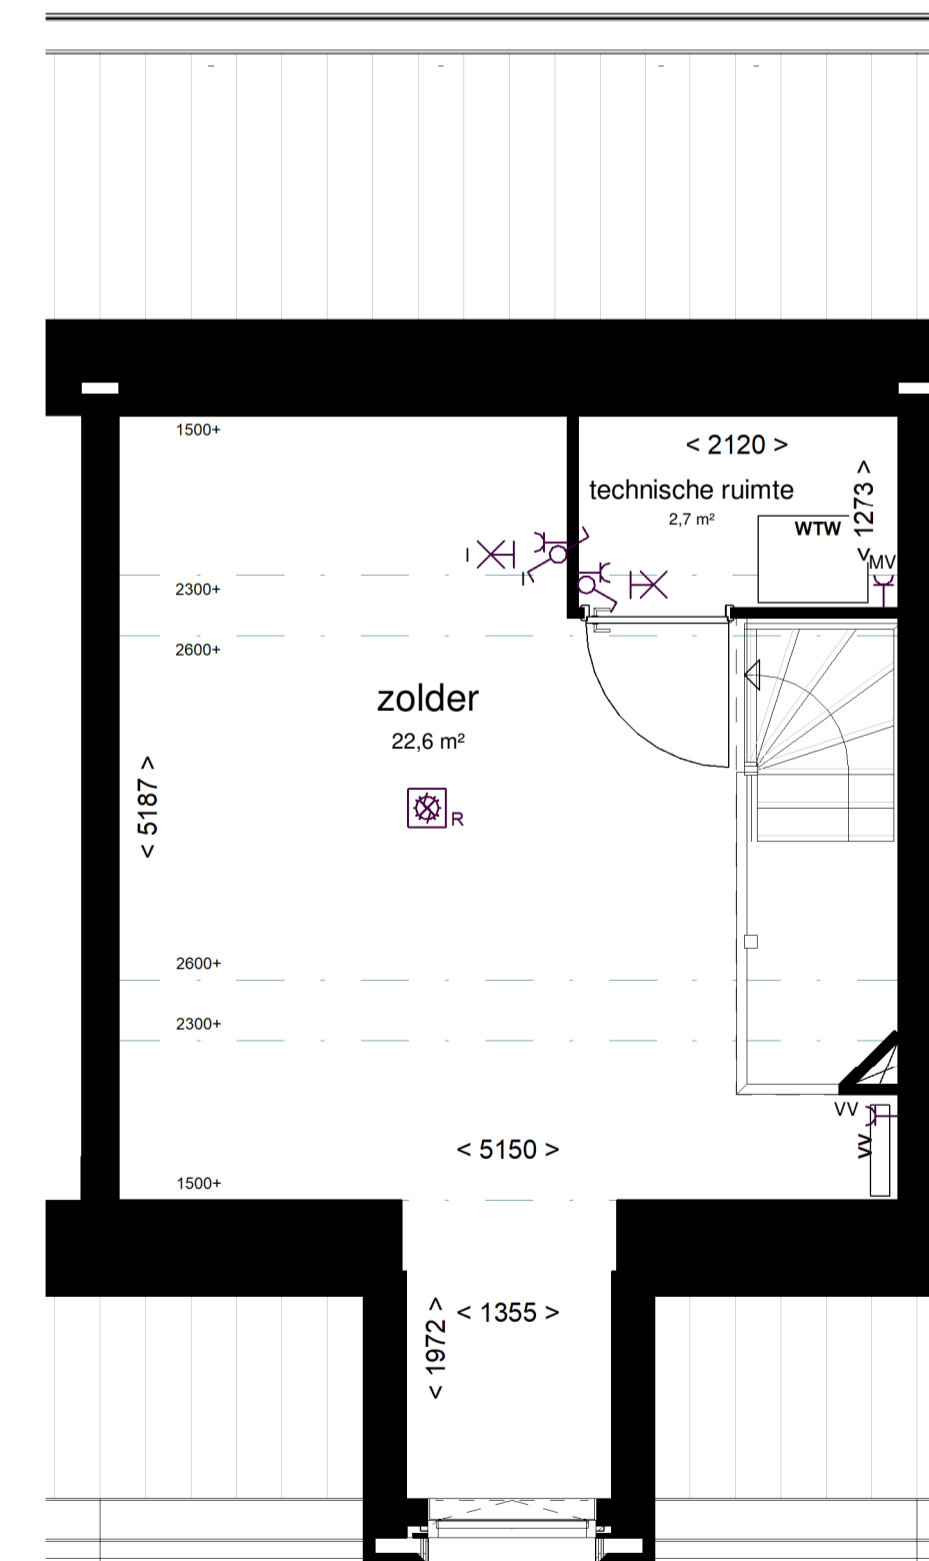 1500+
< 2120 >
technische ruimte
2,7 m²
< 1273 >
WTW
MV
I
I
2300+
2600+
zolder
22,6 m²
< 5187 >
R
2600+
2300+
VV
VV
< 5150 >
1500+
< 1972 >
< 1355 >